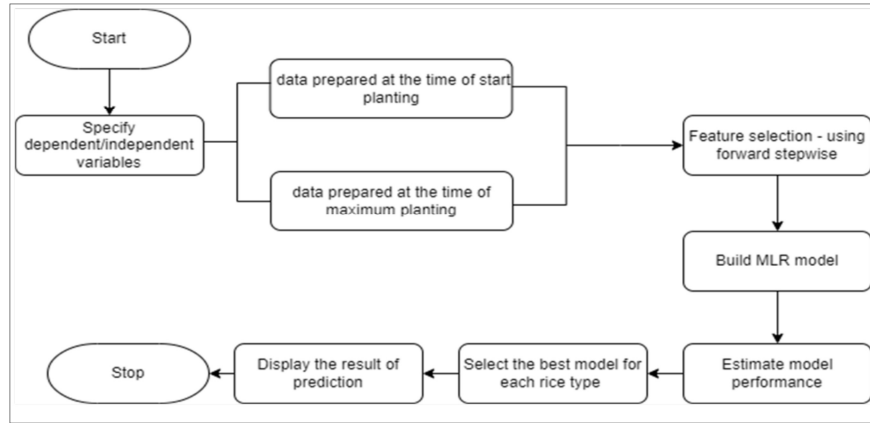 Start
Specify
dependent/independent
variables
data prepared at the time of start
planting
data prepared at the time of
maximum planting
Feature selection - using
forward stepwise
Build MLR model
Estimate model
performance
Select the best model for
each rice type
Display the result of
prediction
Stop